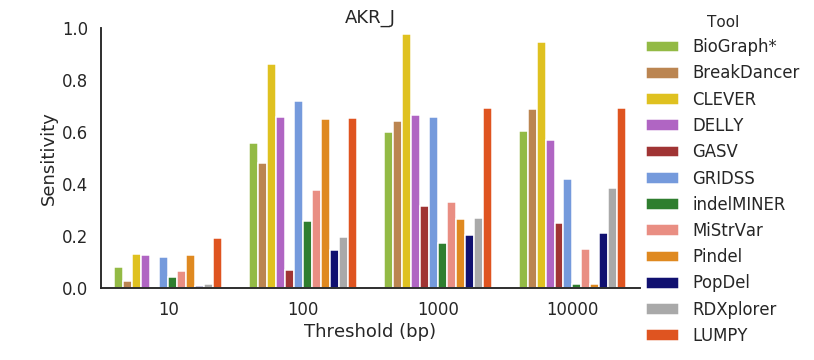 AKR_J
Sensitivity
1.0
0.8
0.6
0.4
0.2
0.0
10 100 1000 10000
Threshold (bp)
Tool
BioGraph*
BreakDancer
CLEVER
DELLY
GASV
GRIDSS
indelMINER
MiStrVar
Pindel
PopDel
RDXplorer
LUMPY